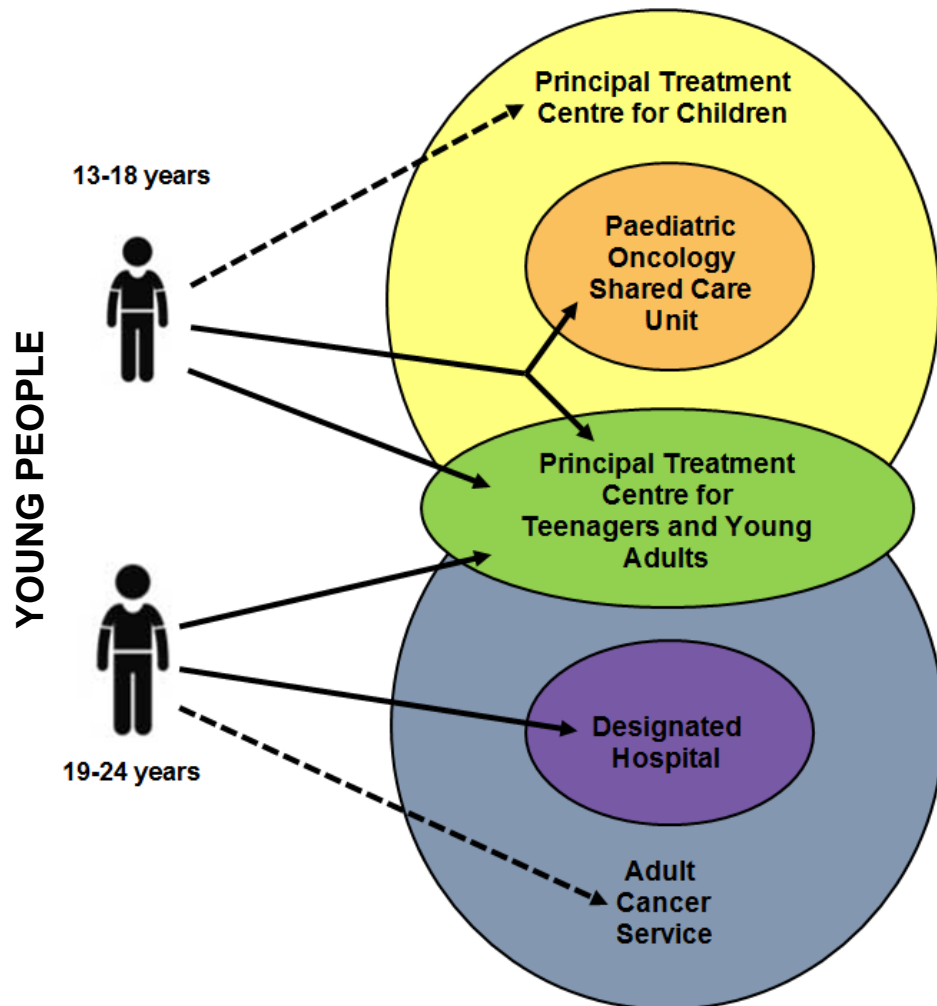 YOUNG PEOPLE
13-18 years
19-24 years
Principal Treatment
Centre for Children
Paediatric
Oncology
Shared Care
Unit
Principal Treatment
Centre for
Teenagers and Young
Adults
Designated
Hospital
Adult
Cancer
Service